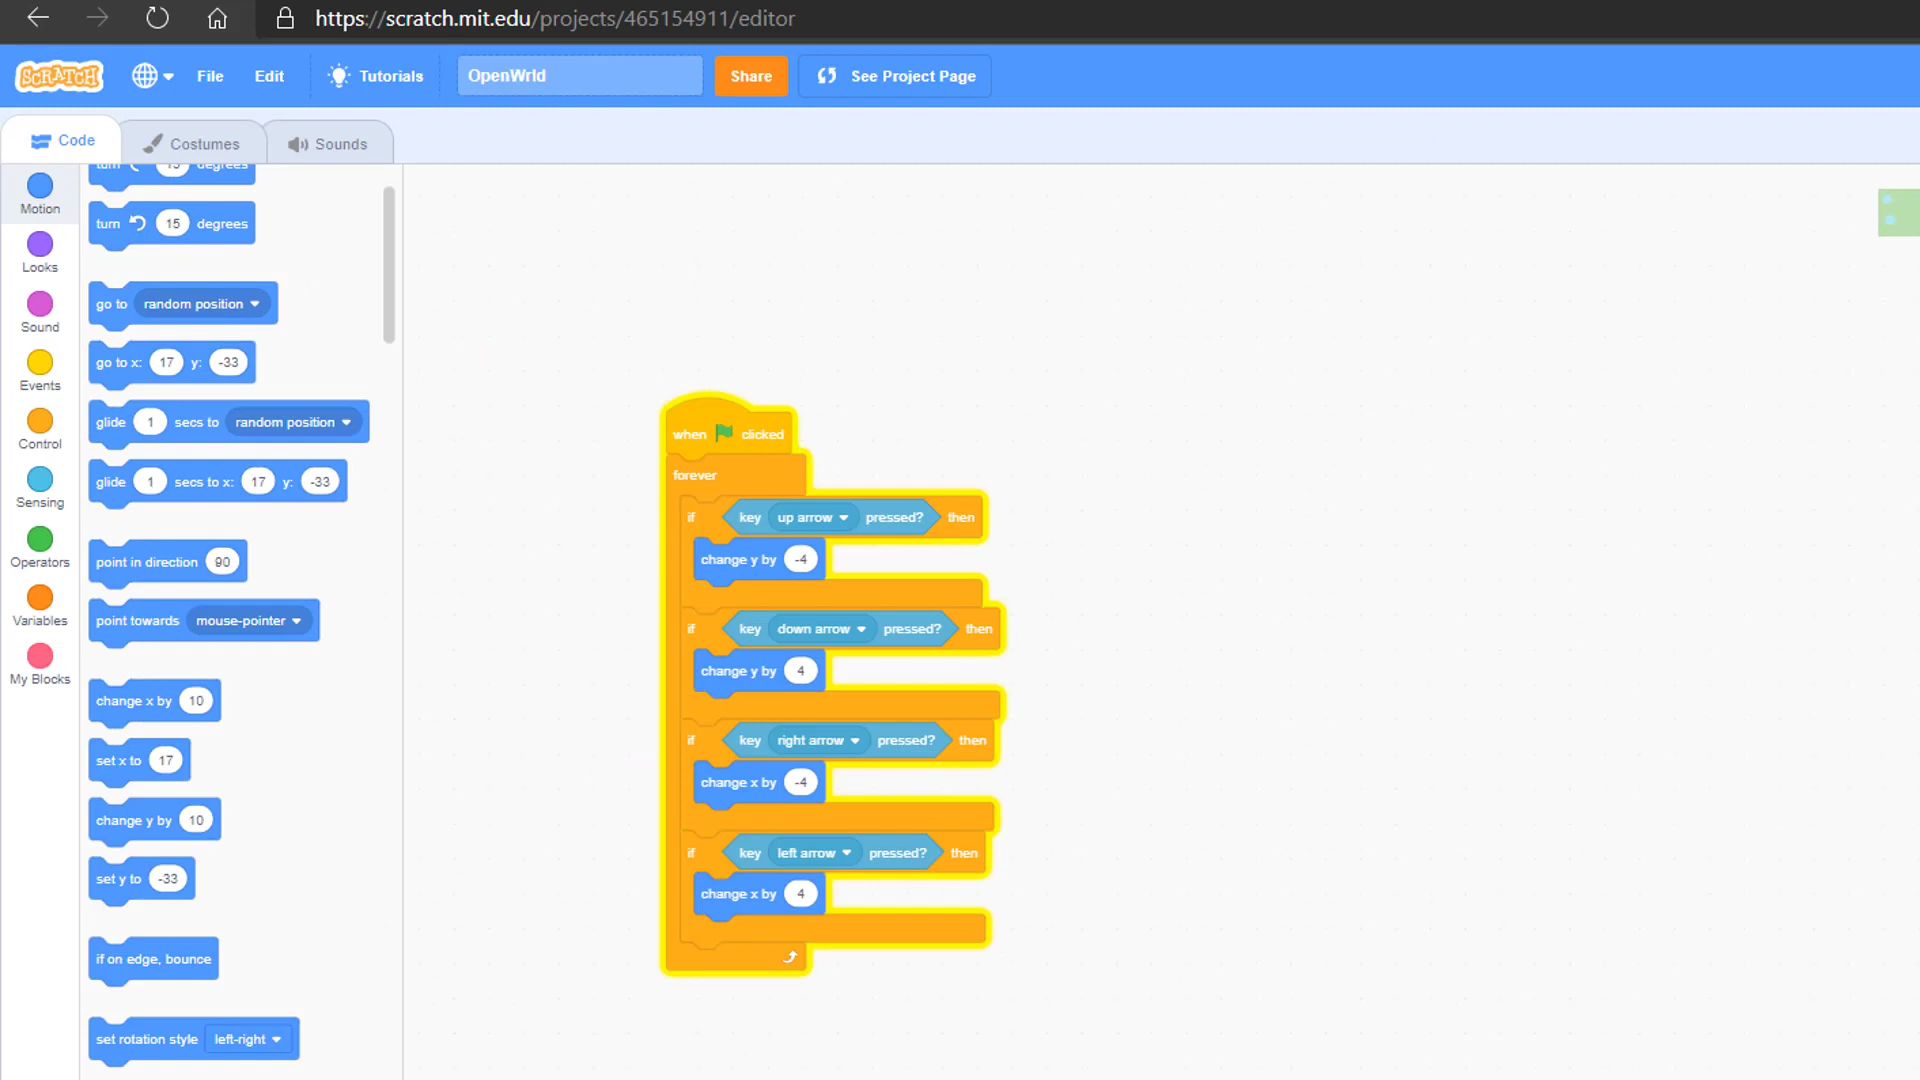 https://scratch.mit.edu/projects/465154911/editor
SCRATCH File Edit Tutorials OpenWrld Share See Project Page
Code Costumes Sounds
Motion
Looks
Sound
Events
Control
Sensing
Operators
Variables
My Blocks
turn 15 degrees
turn 15 degrees
go to random position
go to x: 17 y: -33
glide 1 secs to random position
glide 1 secs to x: 17 y: -33
point in direction 90
point towards mouse-pointer
change x by 10
set x to 17
change y by 10
set y to -33
if on edge, bounce
set rotation style left-right
when clicked
forever
if key up arrow pressed? then
change y by -4
if key down arrow pressed? then
change y by 4
if key right arrow pressed? then
change x by -4
if key left arrow pressed? then
change x by 4